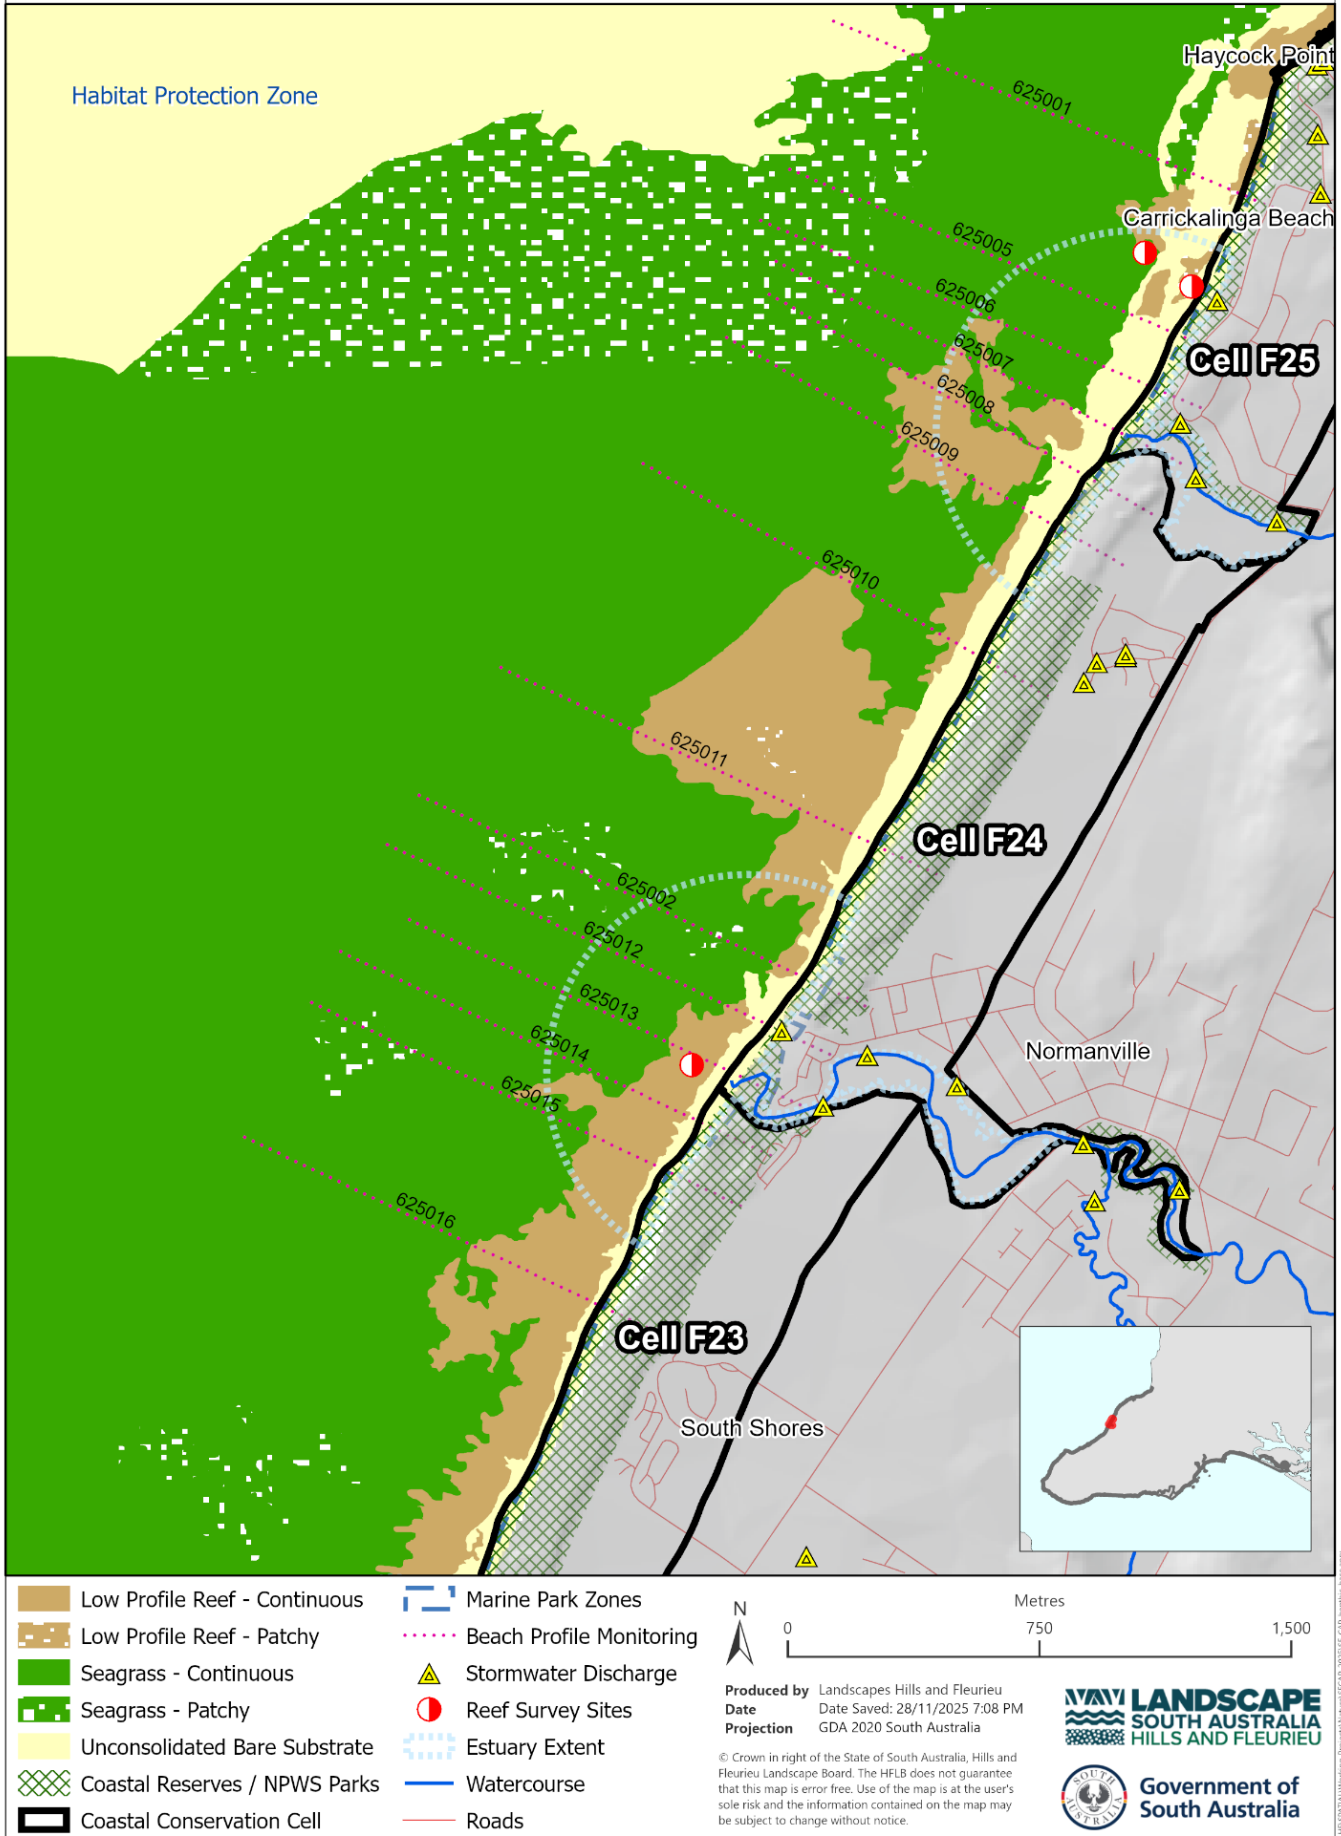 Habitat Protection Zone
Haycock Point
625001
Carrickalinga Beach
625005
625006
625007
Cell F25
625008
625009
625010
625011
Cell F24
625002
625012
625013
625014
Normanville
625015
625016
Cell F23
South Shores
Low Profile Reef - Continuous
Low Profile Reef - Patchy
Seagrass - Continuous
Seagrass - Patchy
Unconsolidated Bare Substrate
Coastal Reserves / NPWS Parks
Coastal Conservation Cell
Marine Park Zones
Beach Profile Monitoring
Stormwater Discharge
Reef Survey Sites
Estuary Extent
Watercourse
Roads
N
Metres
0 750 1,500
Produced by Landscapes Hills and Fleurieu
Date Date Saved: 28/11/2025 7:08 PM
Projection GDA 2020 South Australia
© Crown in right of the State of South Australia, Hills and
Fleurieu Landscape Board. The HFLB does not guarantee
that this map is error free. Use of the map is at the user's
sole risk and the information contained on the map may
be subject to change without notice.
LANDSCAPE
SOUTH AUSTRALIA
HILLS AND FLEURIEU
SOUTH AUSTRALIA
Government of
South Australia